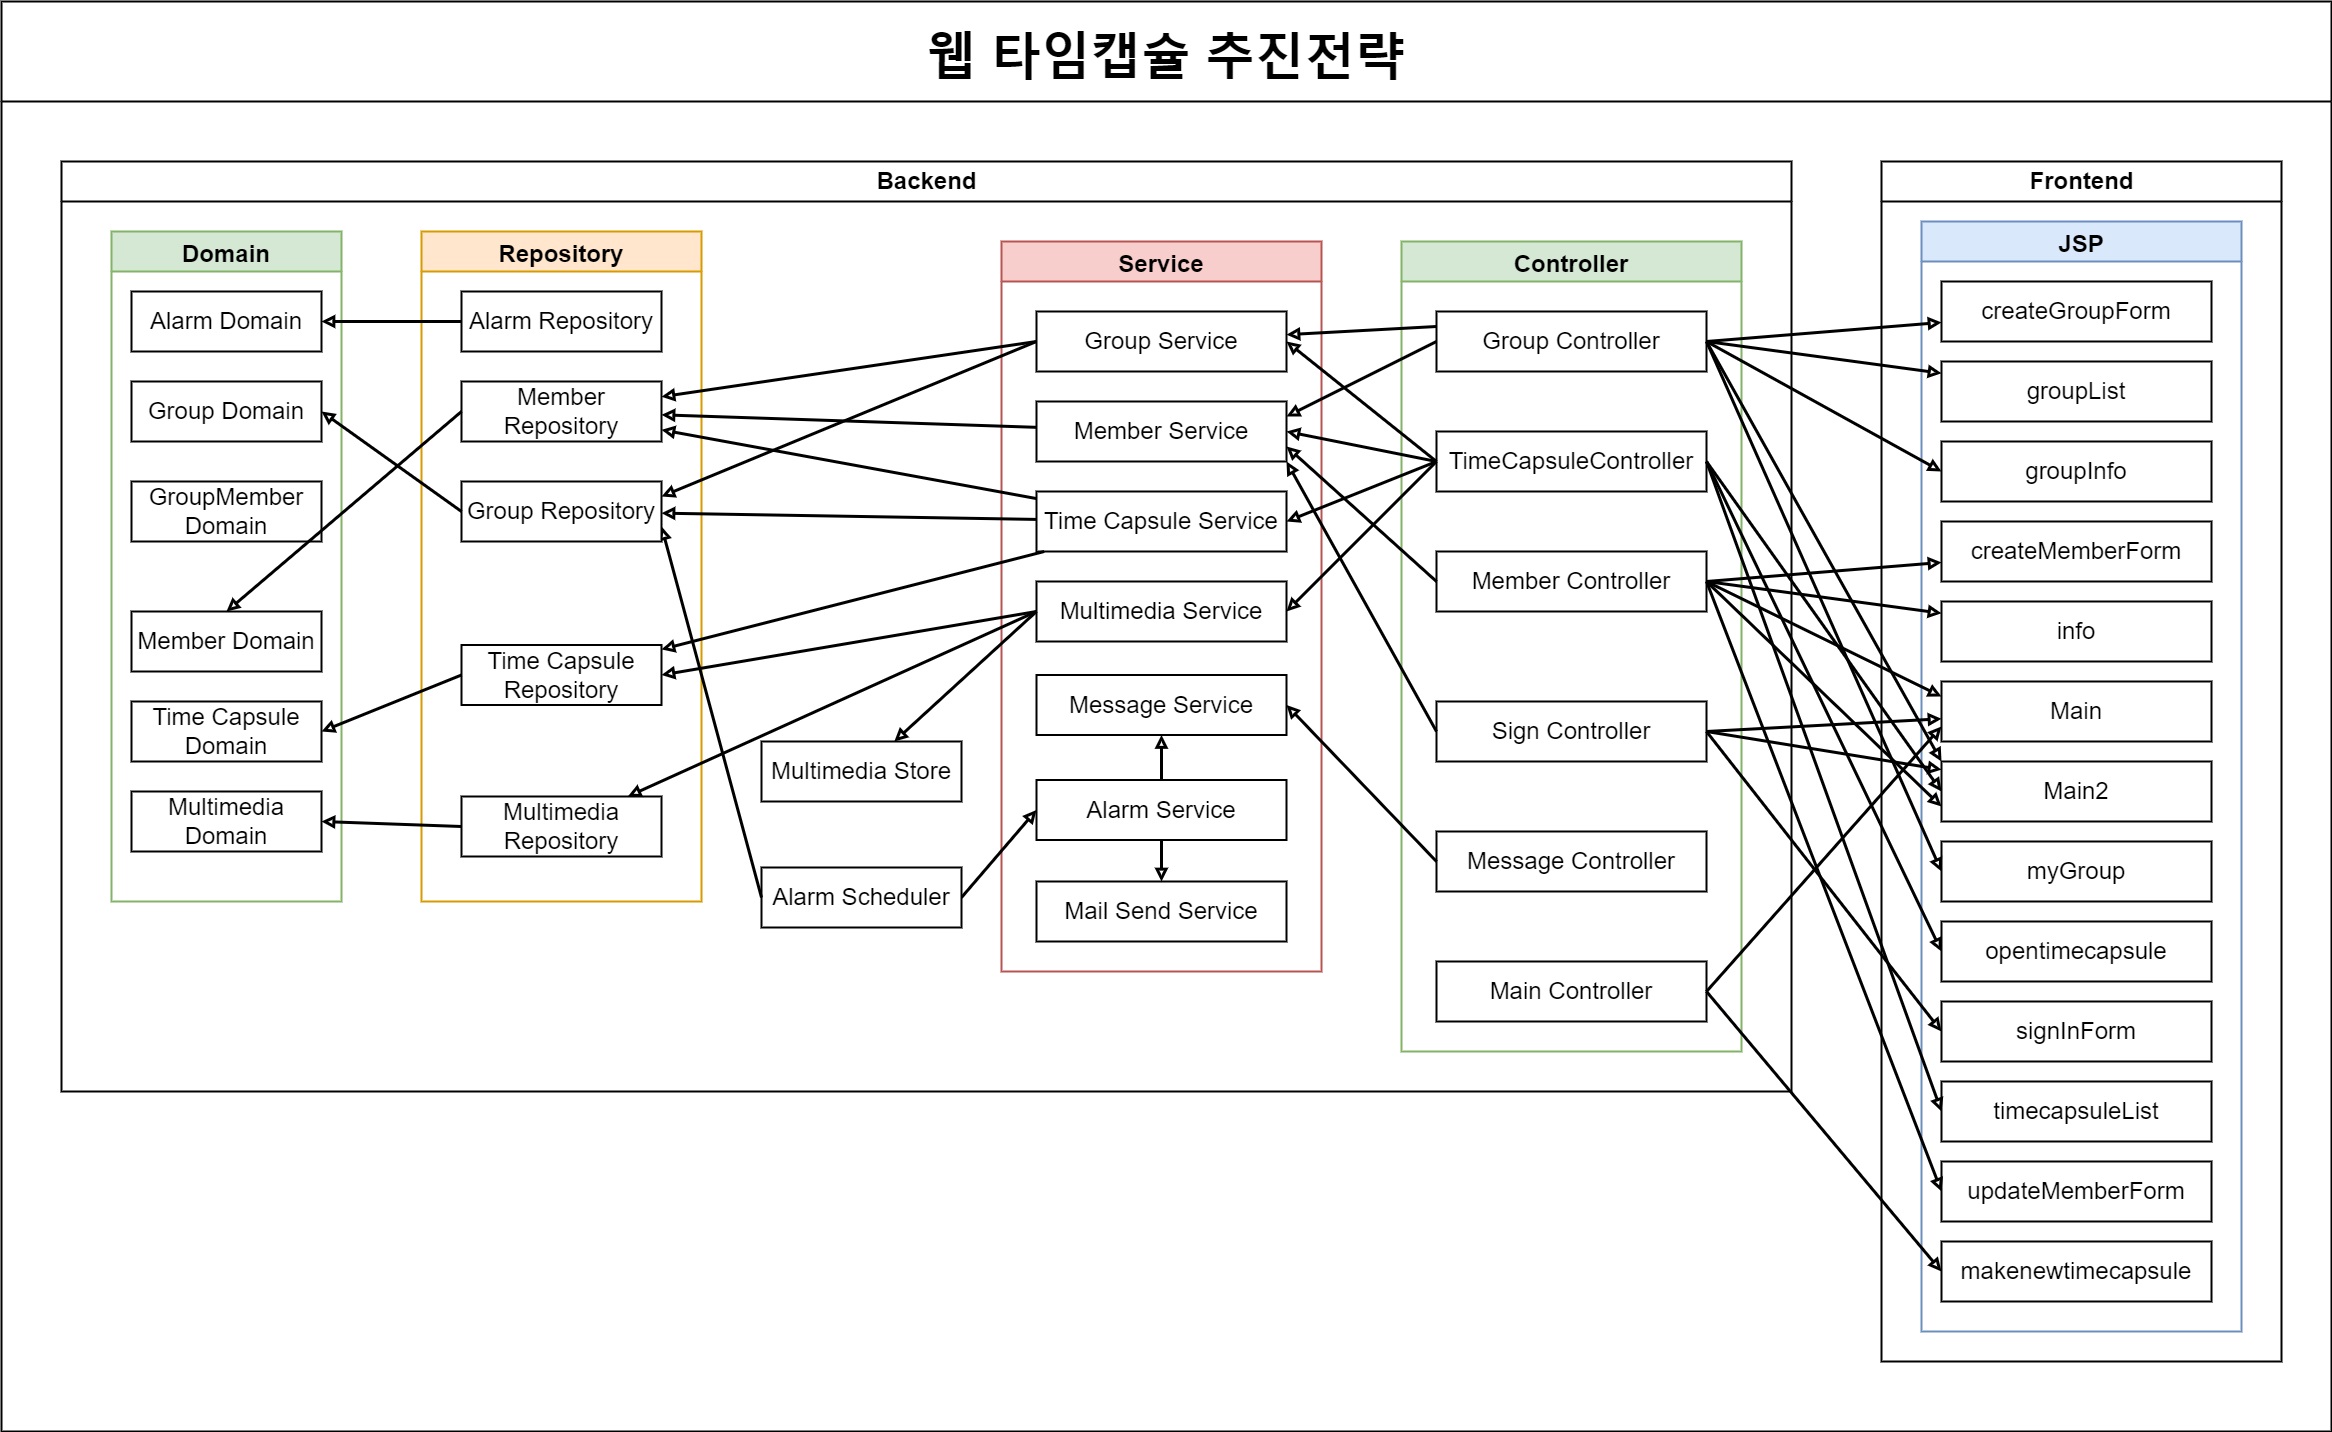 웹 타임캡슐 추진전략
Backend
Domain
Alarm Domain
Group Domain
GroupMember
Domain
Member Domain
Time Capsule
Domain
Multimedia
Domain
Repository
Alarm Repository
Member
Repository
Group Repository
Time Capsule
Repository
Multimedia
Repository
Multimedia Store
Alarm Scheduler
Service
Group Service
Member Service
Time Capsule Service
Multimedia Service
Message Service
Alarm Service
Mail Send Service
Controller
Group Controller
TimeCapsuleController
Member Controller
Sign Controller
Message Controller
Main Controller
Frontend
JSP
createGroupForm
groupList
groupInfo
createMemberForm
info
Main
Main2
myGroup
opentimecapsule
signInForm
timecapsuleList
updateMemberForm
makenewtimecapsule